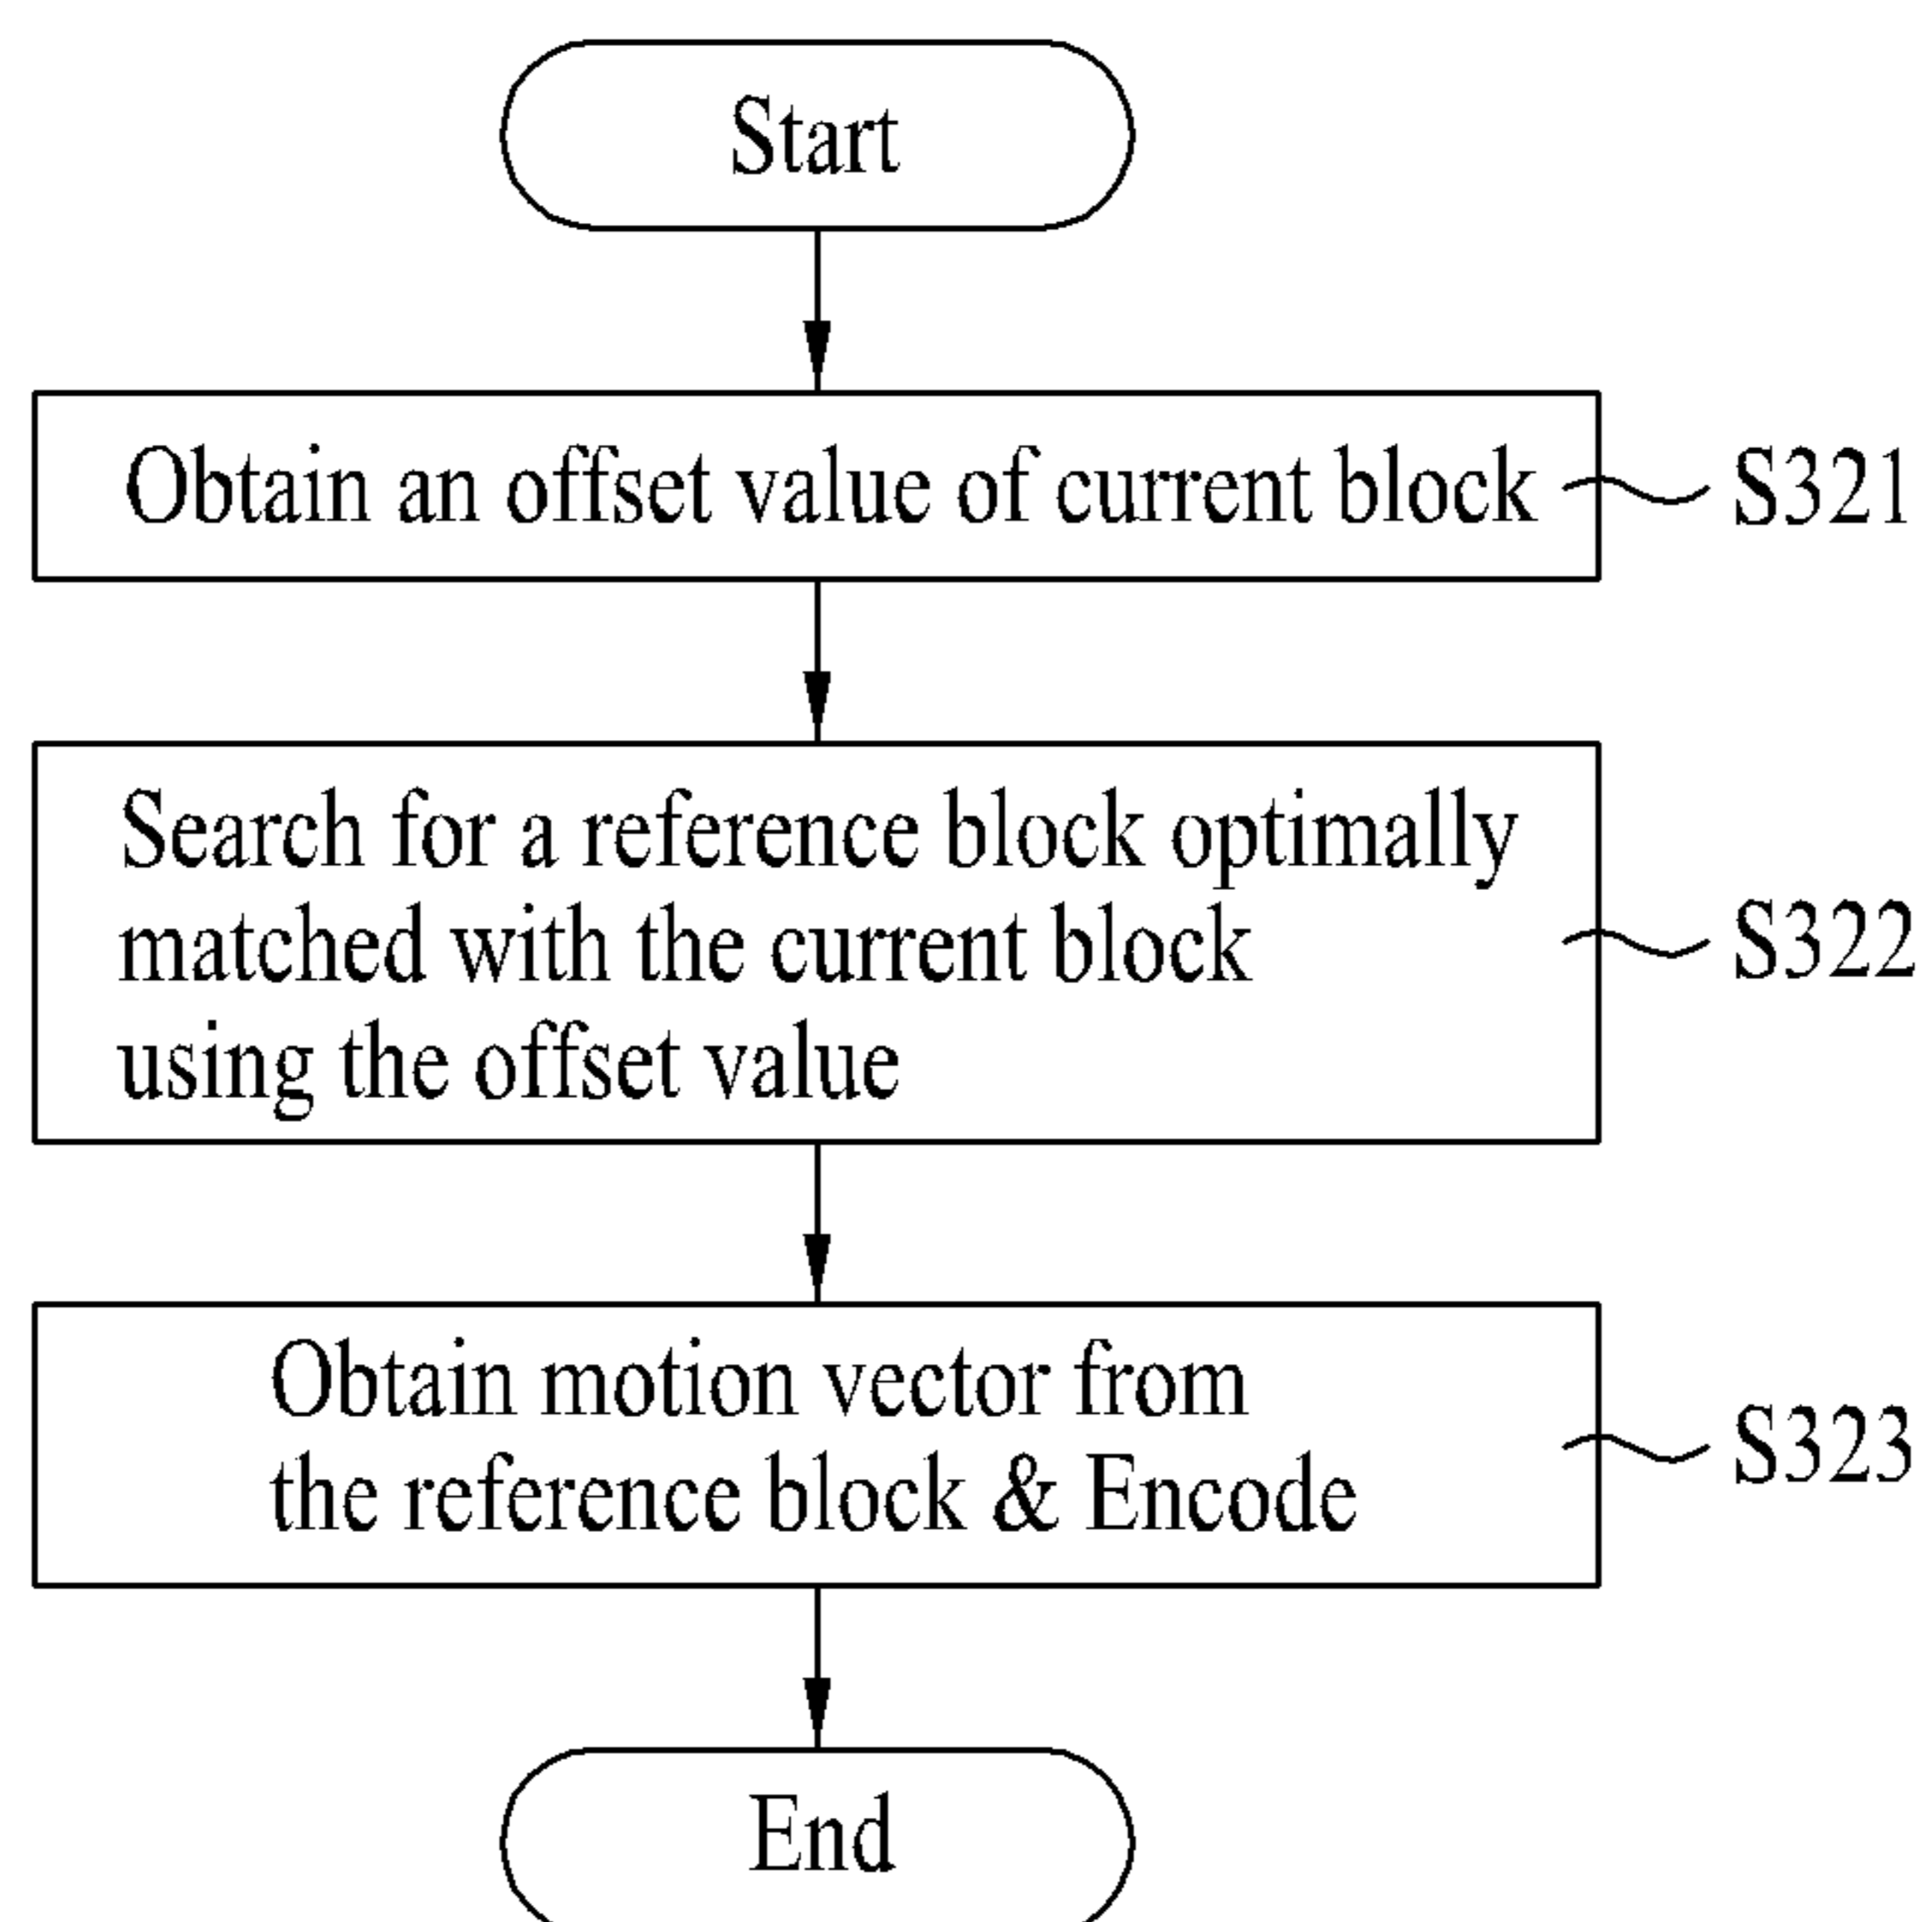 Start
Obtain an offset value of current block
S321
Search for a reference block optimally
matched with the current block
using the offset value
S322
Obtain motion vector from
the reference block & Encode
S323
End